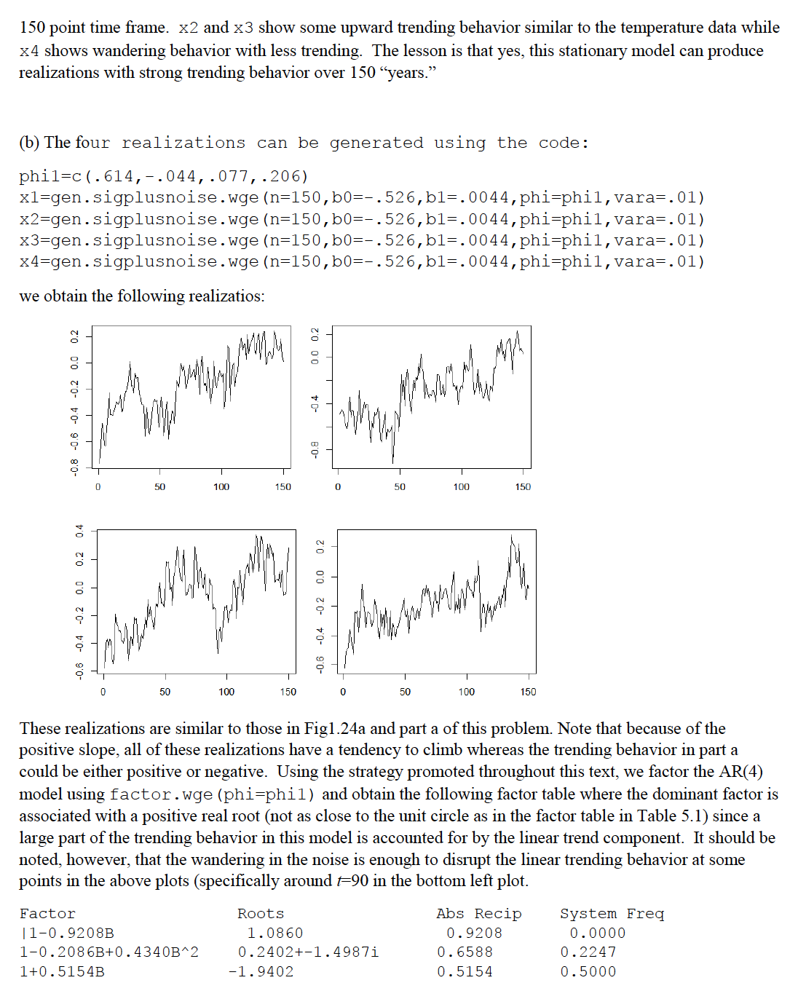 150 point time frame.  x2 and x3 show some upward trending behavior similar to the temperature data while
x4 shows wandering behavior with less trending.  The lesson is that yes, this stationary model can produce
realizations with strong trending behavior over 150 “years.”
(b) The four realizations can be generated using the code:
phi1=c(.614,-.044,.077,.206)
x1=gen.sigplusnoise.wge(n=150,b0=-.526,b1=.0044,phi=phi1,vara=.01)
x2=gen.sigplusnoise.wge(n=150,b0=-.526,b1=.0044,phi=phi1,vara=.01)
x3=gen.sigplusnoise.wge(n=150,b0=-.526,b1=.0044,phi=phi1,vara=.01)
x4=gen.sigplusnoise.wge(n=150,b0=-.526,b1=.0044,phi=phi1,vara=.01)
we obtain the following realizatios:
0.2
0.0
-0.2
-0.4
-0.6
-0.8
0 50 100 150
0.2
0.0
-0.4
-0.8
0 50 100 150
0.4
0.2
0.0
-0.2
-0.4
-0.6
0 50 100 150
0.2
0.0
-0.2
-0.4
-0.6
0 50 100 150
These realizations are similar to those in Fig1.24a and part a of this problem. Note that because of the
positive slope, all of these realizations have a tendency to climb whereas the trending behavior in part a
could be either positive or negative.  Using the strategy promoted throughout this text, we factor the AR(4)
model using factor.wge(phi=phi1) and obtain the following factor table where the dominant factor is
associated with a positive real root (not as close to the unit circle as in the factor table in Table 5.1) since a
large part of the trending behavior in this model is accounted for by the linear trend component.  It should be
noted, however, that the wandering in the noise is enough to disrupt the linear trending behavior at some
points in the above plots (specifically around t=90 in the bottom left plot.
Factor Roots Abs Recip System Freq
|1-0.9208B 1.0860 0.9208 0.0000
1-0.2086B+0.4340B^2 0.2402+-1.4987i 0.6588 0.2247
1+0.5154B -1.9402 0.5154 0.5000